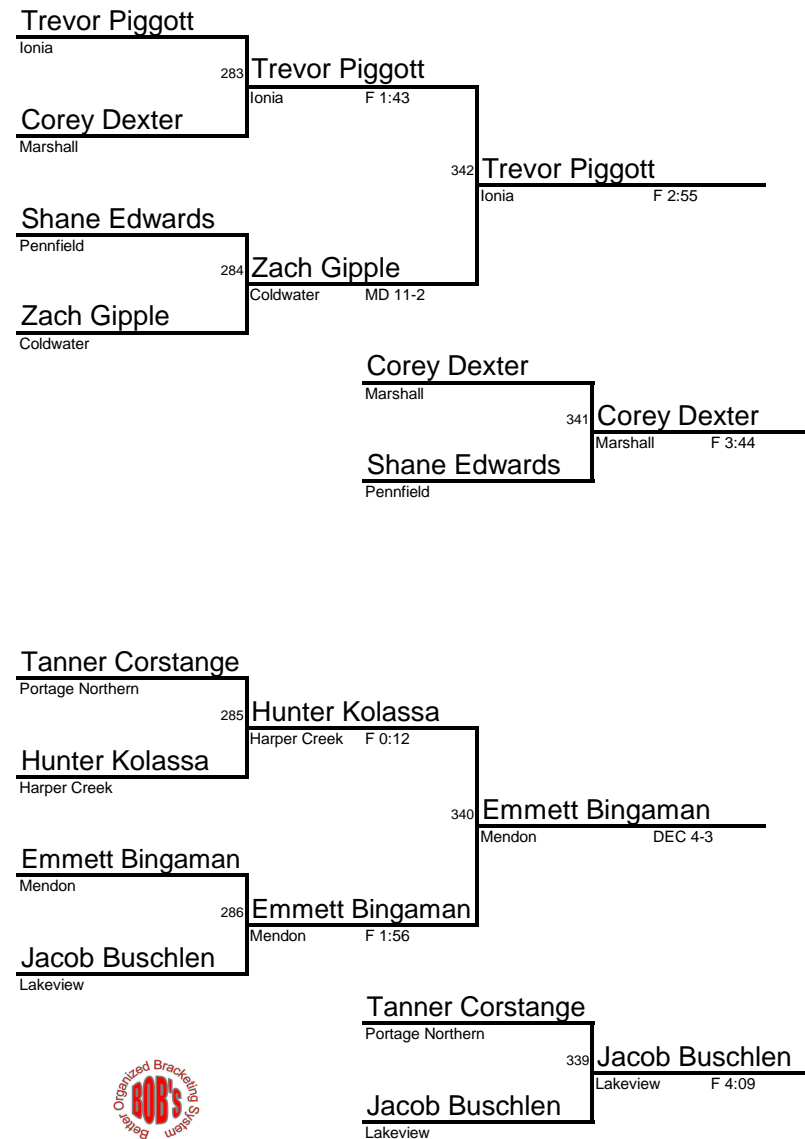 Trevor Piggott
Ionia
283 Trevor Piggott
Ionia F 1:43
Corey Dexter
Marshall
342 Trevor Piggott
Ionia F 2:55
Shane Edwards
Pennfield
284 Zach Gipple
Coldwater MD 11-2
Zach Gipple
Coldwater
Corey Dexter
Marshall
341 Corey Dexter
Marshall F 3:44
Shane Edwards
Pennfield
Tanner Corstange
Portage Northern
285 Hunter Kolassa
Harper Creek F 0:12
Hunter Kolassa
Harper Creek
340 Emmett Bingaman
Mendon DEC 4-3
Emmett Bingaman
Mendon
286 Emmett Bingaman
Mendon F 1:56
Jacob Buschlen
Lakeview
Tanner Corstange
Portage Northern
339 Jacob Buschlen
Lakeview F 4:09
Jacob Buschlen
Lakeview
Better Organized Bracketing System
BOB's